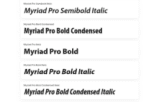 Myriad Pro Semibold Italic
Myriad Pro Bold Condensed
Myriad Pro Bold
Myriad Pro Bold Italic
Myriad Pro Bold Condensed Italic